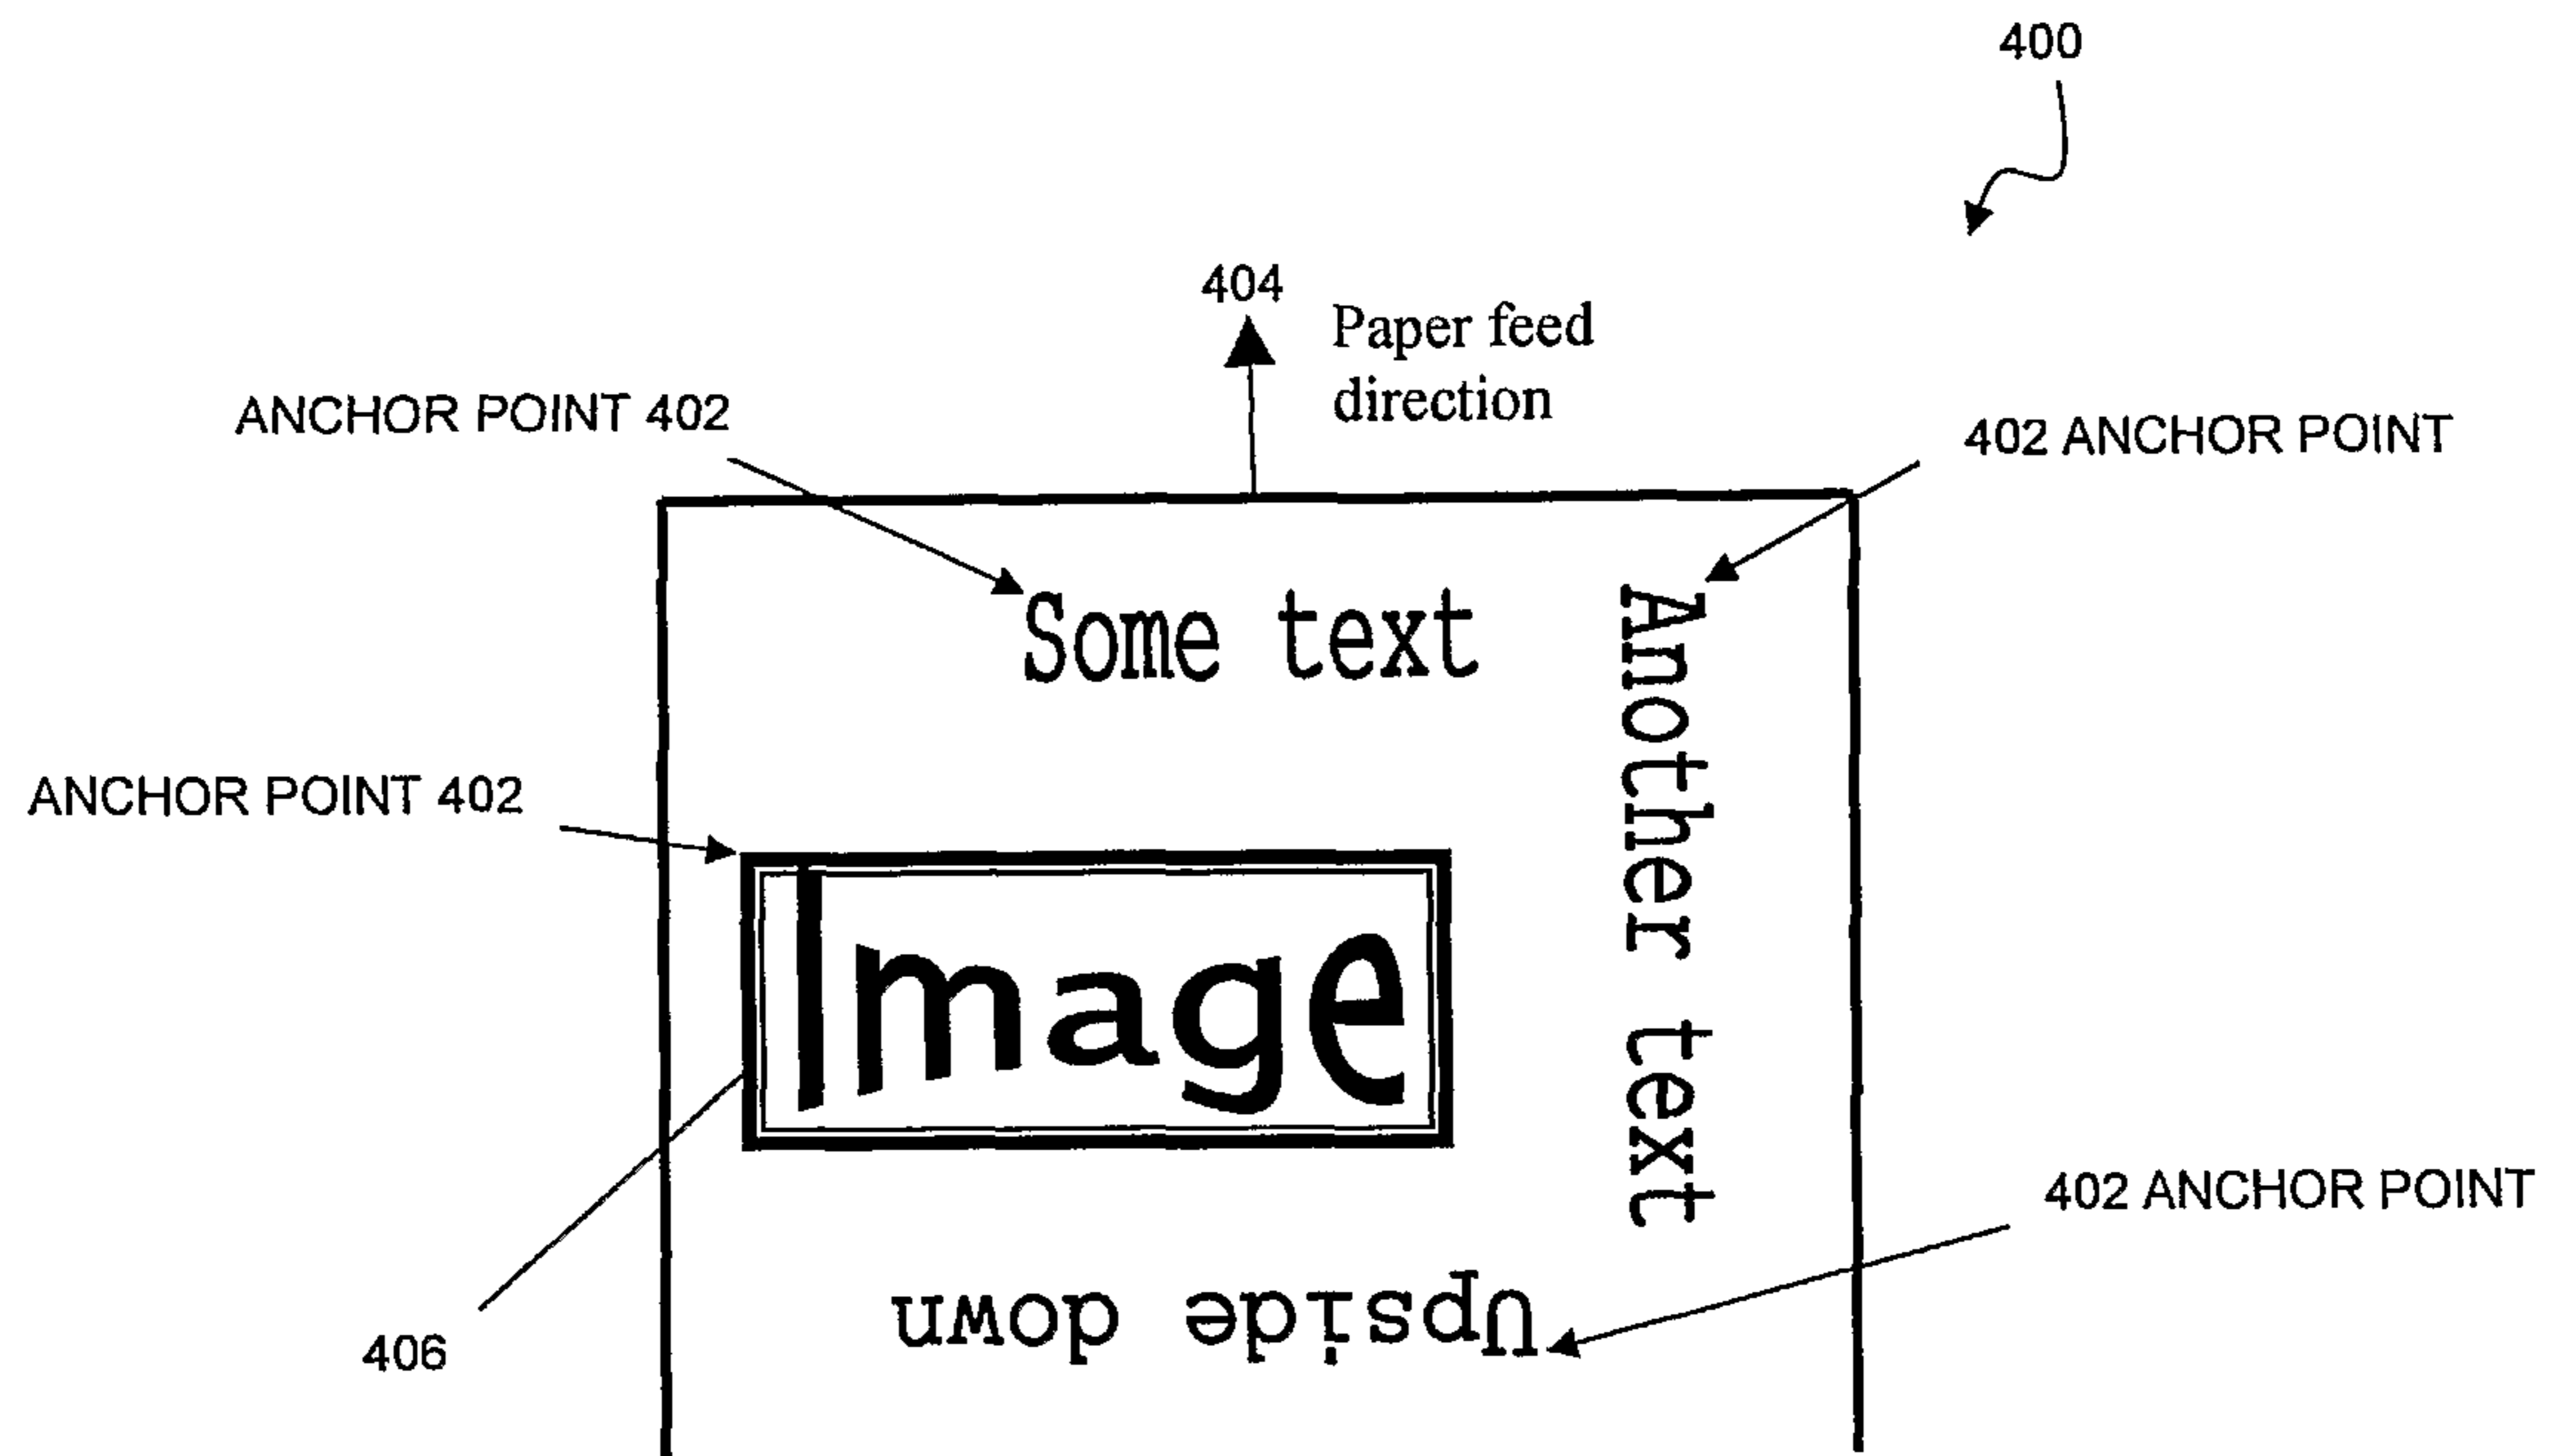 400
404
Paper feed
direction
ANCHOR POINT 402
402 ANCHOR POINT
Some text
Another text
ANCHOR POINT 402
Image
402 ANCHOR POINT
Upside down
406